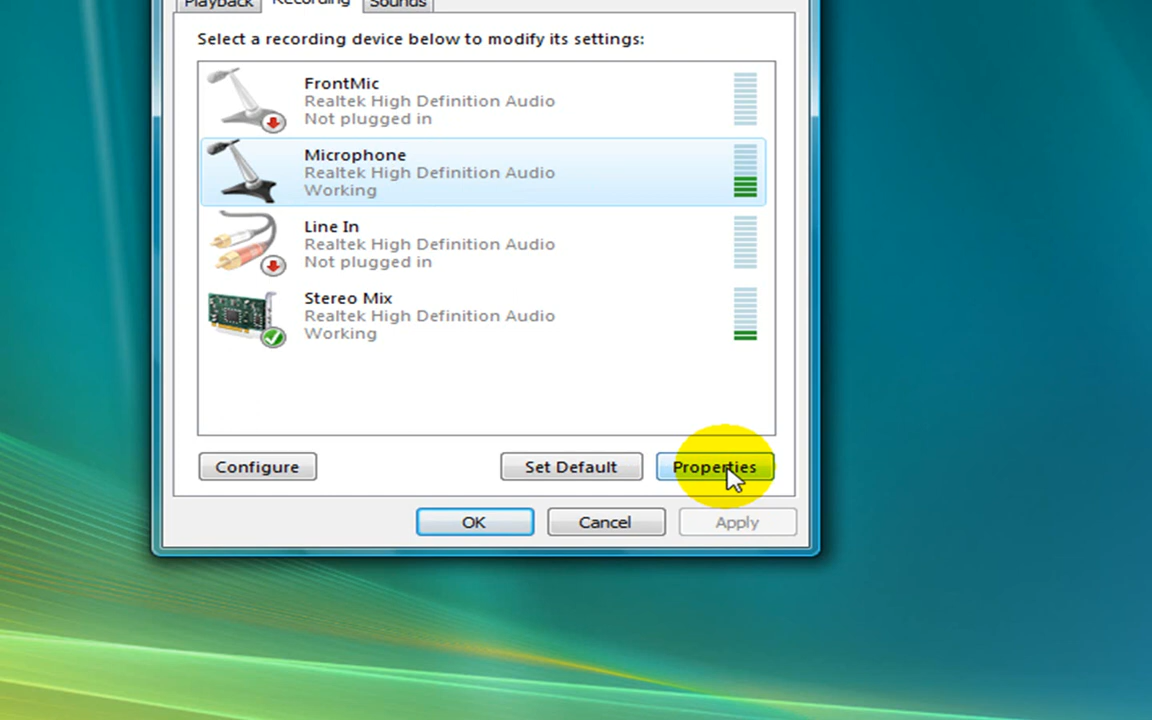 Playback Recording Sounds
Select a recording device below to modify its settings:
FrontMic
Realtek High Definition Audio
Not plugged in
Microphone
Realtek High Definition Audio
Working
Line In
Realtek High Definition Audio
Not plugged in
Stereo Mix
Realtek High Definition Audio
Working
Configure Set Default Properties
OK Cancel Apply